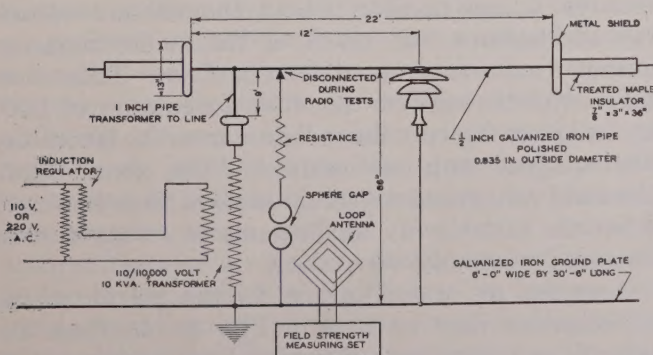 22'
12'
METAL SHIELD
13"
DISCONNECTED
DURING
RADIO TESTS
9'
1 INCH PIPE
TRANSFORMER TO LINE
TREATED MAPLE
INSULATOR
7/8" = 3" = 36"
RESISTANCE
1/2 INCH GALVANIZED IRON PIPE
POLISHED
0.835 IN. OUTSIDE DIAMETER
INDUCTION
REGULATOR
86"
SPHERE GAP
LOOP
ANTENNA
110 V.
OR
220 V.
A.C.
GALVANIZED IRON GROUND PLATE
6'-0" WIDE BY 30'-6" LONG
110/110,000 VOLT
10 KVA. TRANSFORMER
FIELD STRENGTH
MEASURING SET